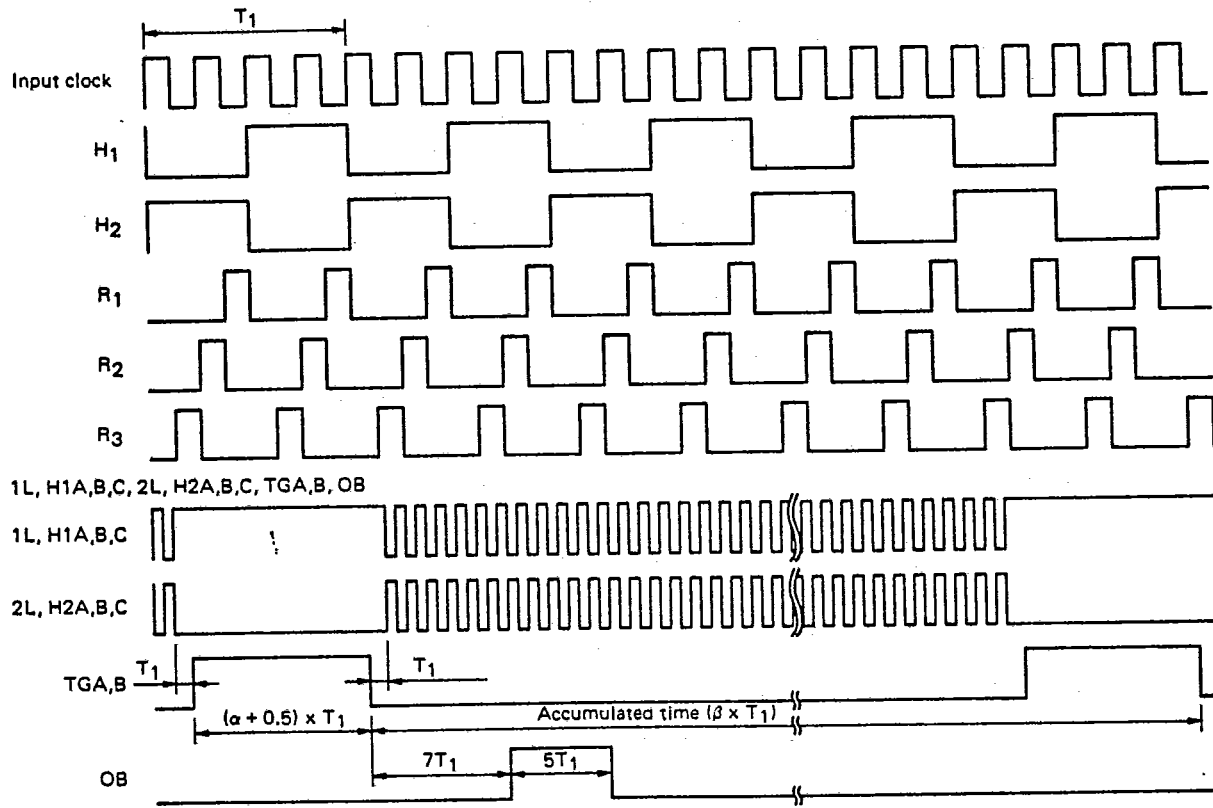 T1
Input clock
H1
H2
R1
R2
R3
1L, H1A,B,C, 2L, H2A,B,C, TGA,B, OB
1L, H1A,B,C
2L, H2A,B,C
T1
T1
TGA,B
(α + 0.5) × T1
Accumulated time (β × T1)
7T1
5T1
OB